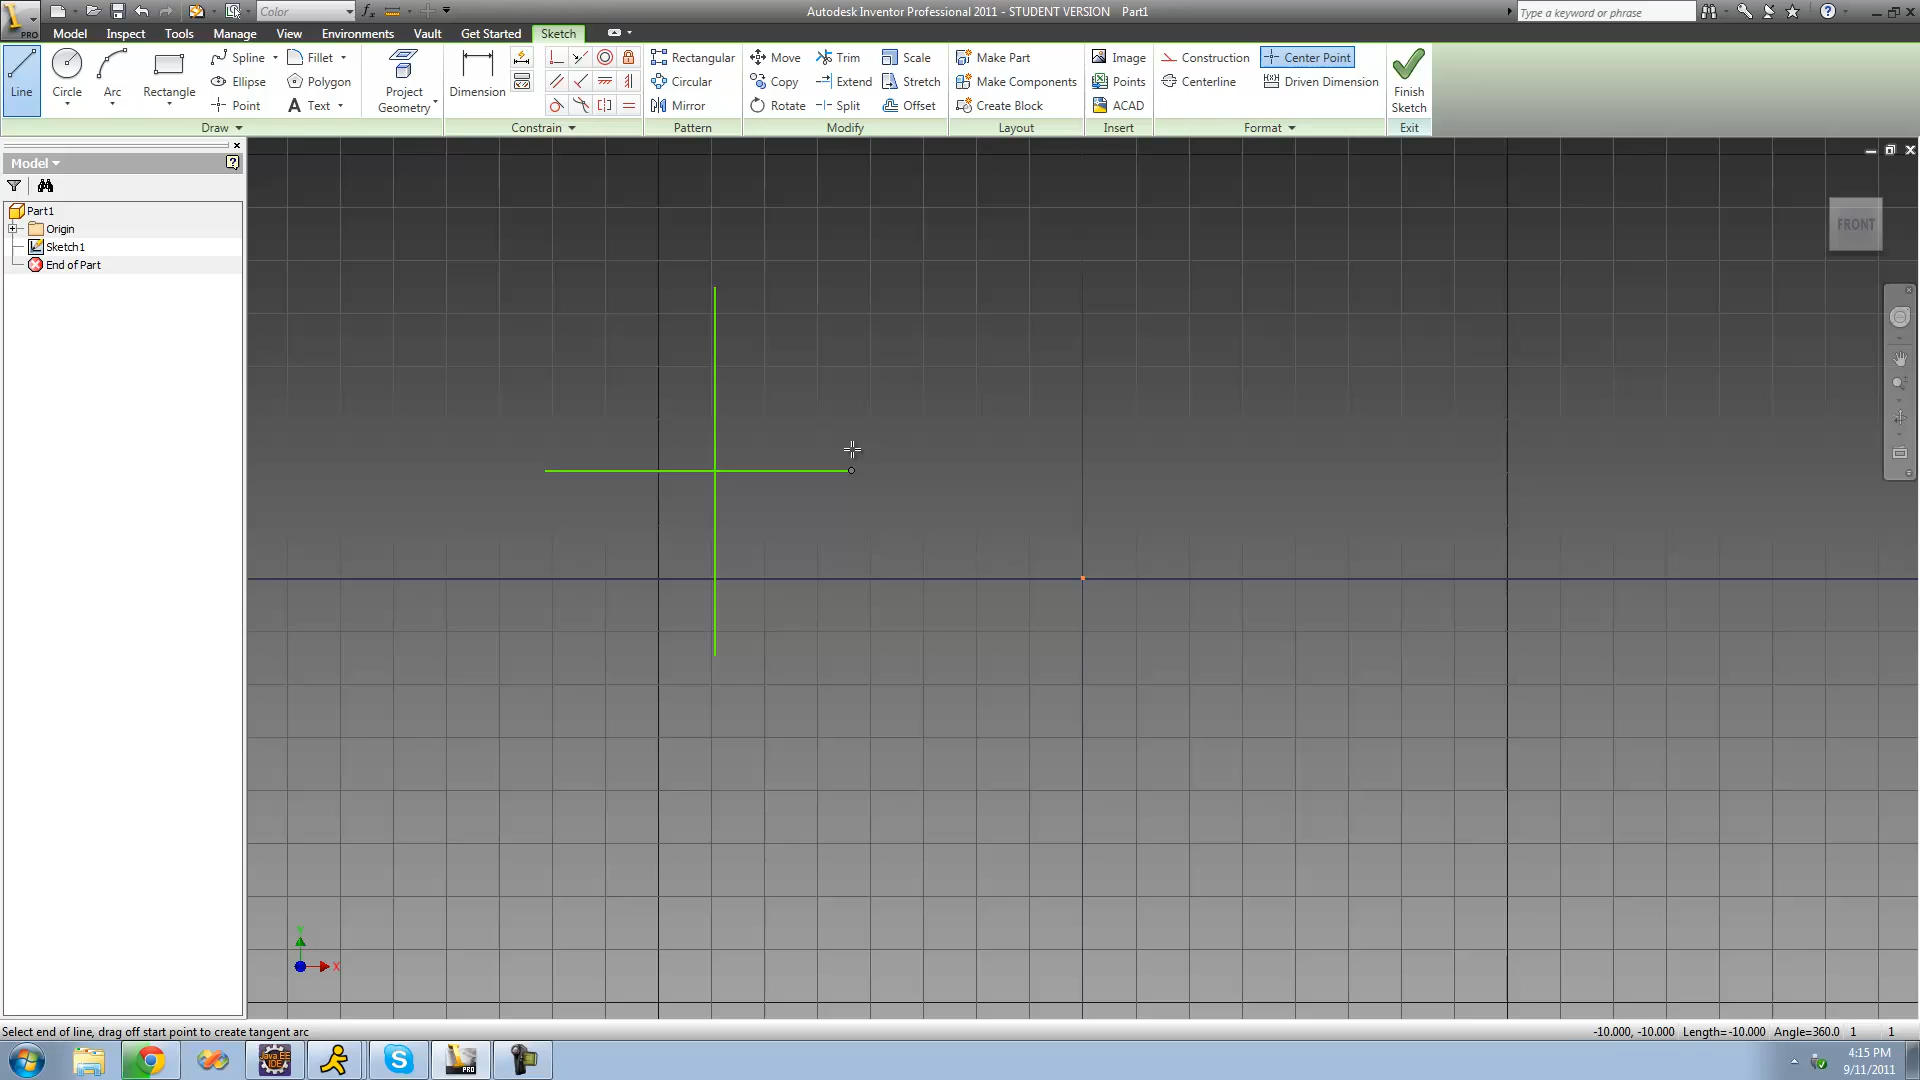 Color
Autodesk Inventor Professional 2011 - STUDENT VERSION Part1
Type a keyword or phrase
PRO
Model Inspect Tools Manage View Environments Vault Get Started Sketch
Line Circle Arc Rectangle
Spline Fillet
Ellipse Polygon
Point Text
Project Geometry
Dimension
Rectangular
Circular
Mirror
Move Trim Scale
Copy Extend Stretch
Rotate Split Offset
Make Part
Make Components
Create Block
Image
Points
ACAD
Construction Center Point
Centerline Driven Dimension
Finish Sketch
Draw Constrain Pattern Modify Layout Insert Format Exit
Model
Part1
Origin
Sketch1
End of Part
FRONT
Y
X
Select end of line, drag off start point to create tangent arc
-10.000, -10.000 Length=-10.000 Angle=360.0 1 1
Java EE IDE
PRO
4:15 PM
9/11/2011